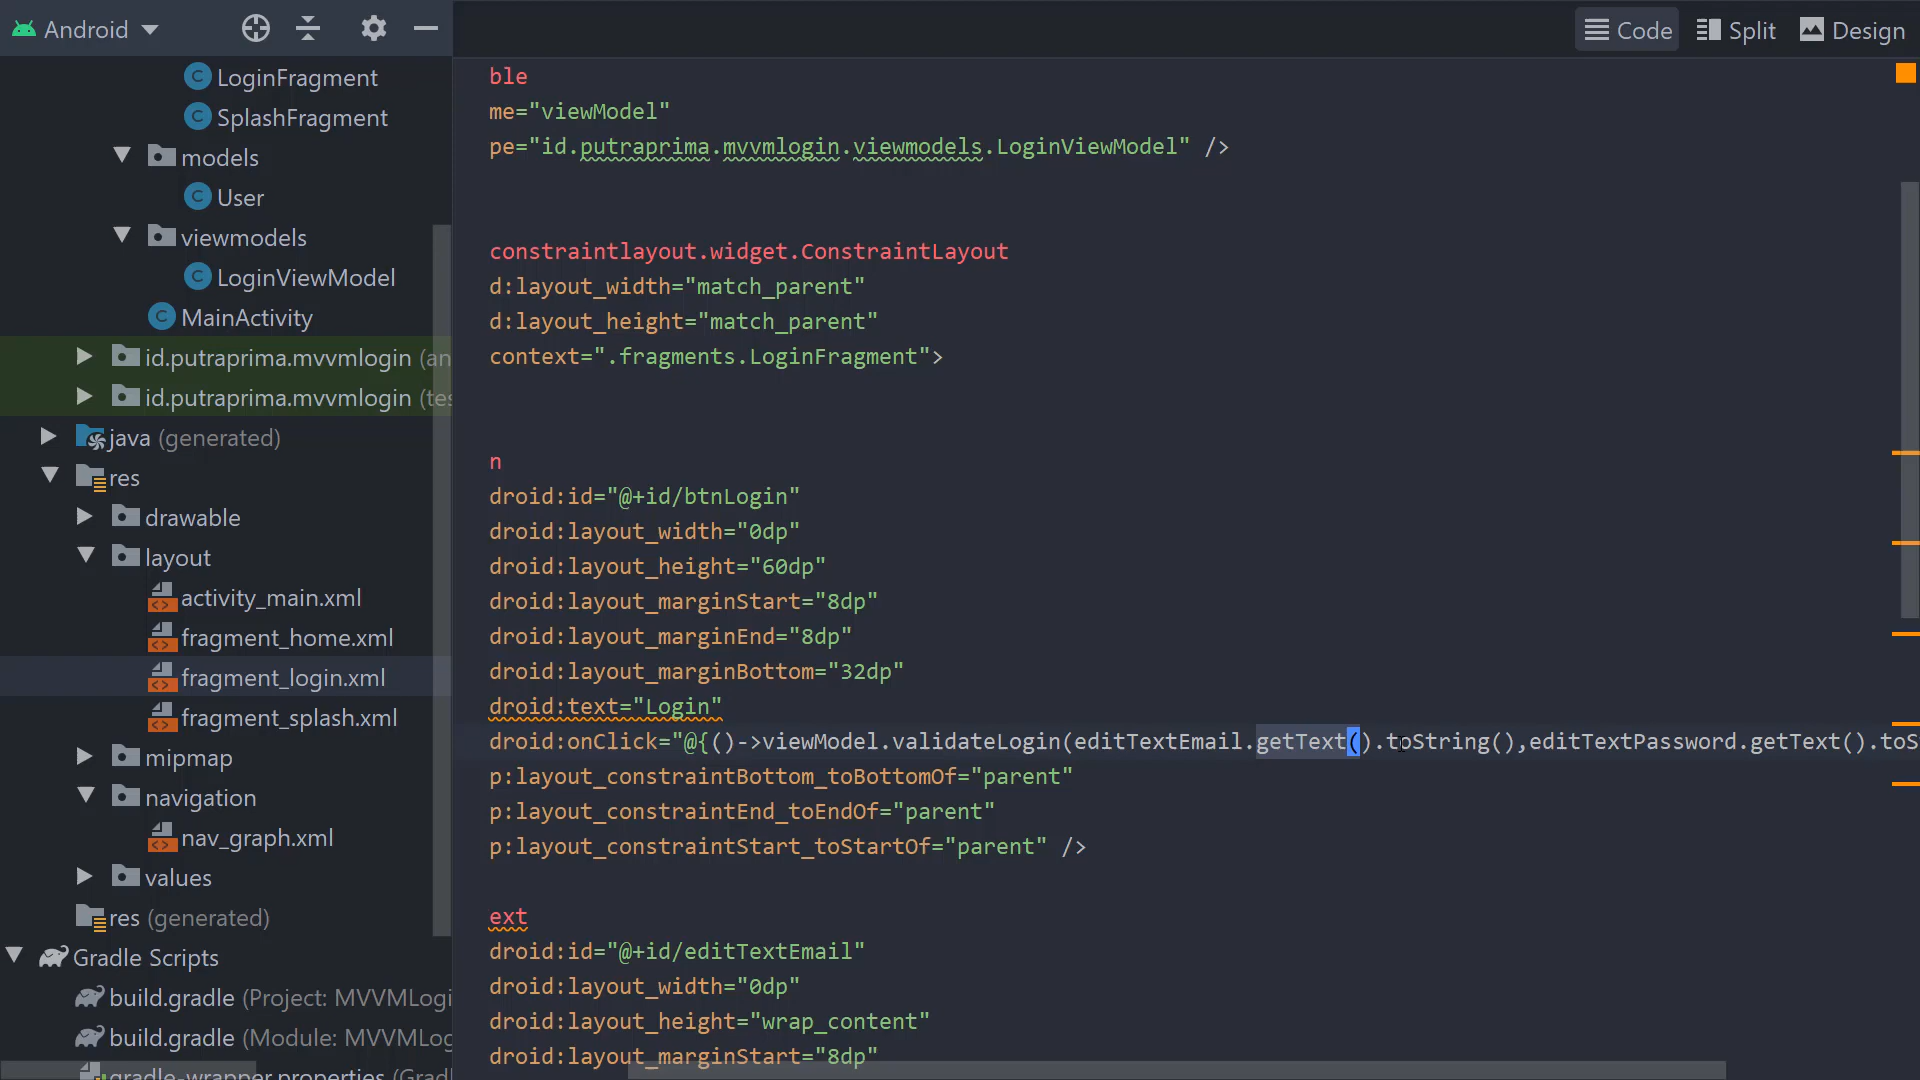 Android
Code
Split
Design
LoginFragment
SplashFragment
models
User
viewmodels
LoginViewModel
MainActivity
id.putraprima.mvvmlogin (an
id.putraprima.mvvmlogin (tes
java (generated)
res
drawable
layout
activity_main.xml
fragment_home.xml
fragment_login.xml
fragment_splash.xml
mipmap
navigation
nav_graph.xml
values
res (generated)
Gradle Scripts
build.gradle (Project: MVVMLogi
build.gradle (Module: MVVMLog
gradle-wrapper.properties (Grad
ble
me="viewModel"
pe="id.putraprima.mvvmlogin.viewmodels.LoginViewModel" />
constraintlayout.widget.ConstraintLayout
d:layout_width="match_parent"
d:layout_height="match_parent"
context=".fragments.LoginFragment">
n
droid:id="@+id/btnLogin"
droid:layout_width="0dp"
droid:layout_height="60dp"
droid:layout_marginStart="8dp"
droid:layout_marginEnd="8dp"
droid:layout_marginBottom="32dp"
droid:text="Login"
droid:onClick="@{()->viewModel.validateLogin(editTextEmail.getText().toString(),editTextPassword.getText().toS
p:layout_constraintBottom_toBottomOf="parent"
p:layout_constraintEnd_toEndOf="parent"
p:layout_constraintStart_toStartOf="parent" />
ext
droid:id="@+id/editTextEmail"
droid:layout_width="0dp"
droid:layout_height="wrap_content"
droid:layout_marginStart="8dp"